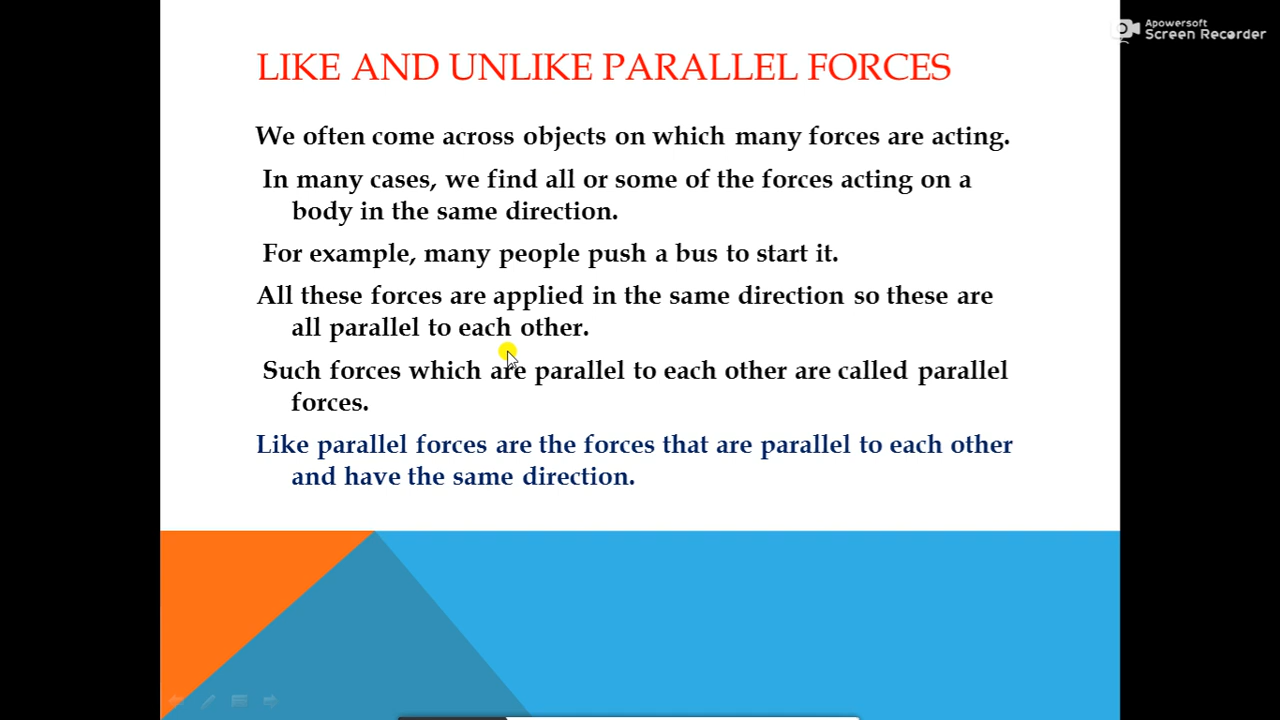 Apowersoft
Screen Recorder
LIKE AND UNLIKE PARALLEL FORCES
We often come across objects on which many forces are acting.
In many cases, we find all or some of the forces acting on a
body in the same direction.
For example, many people push a bus to start it.
All these forces are applied in the same direction so these are
all parallel to each other.
Such forces which are parallel to each other are called parallel
forces.
Like parallel forces are the forces that are parallel to each other
and have the same direction.